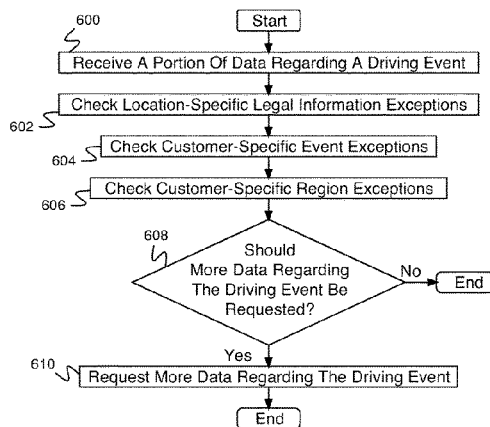 Start
600
Receive A Portion Of Data Regarding A Driving Event
Check Location-Specific Legal Information Exceptions
602
Check Customer-Specific Event Exceptions
604
Check Customer-Specific Region Exceptions
606
608
Should
More Data Regarding
The Driving Event Be
Requested?
No
End
Yes
610
Request More Data Regarding The Driving Event
End